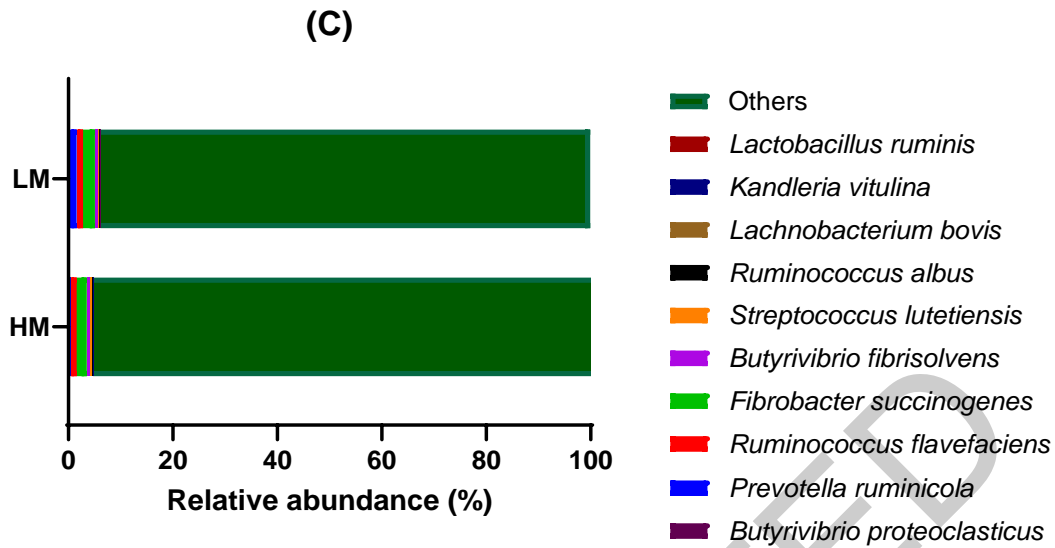 (C)
LM
HM
0 20 40 60 80 100
Relative abundance (%)
Others
Lactobacillus ruminis
Kandleria vitulina
Lachnobacterium bovis
Ruminococcus albus
Streptococcus lutetiensis
Butyrivibrio fibrisolvens
Fibrobacter succinogenes
Ruminococcus flavefaciens
Prevotella ruminicola
Butyrivibrio proteoclasticus
TED